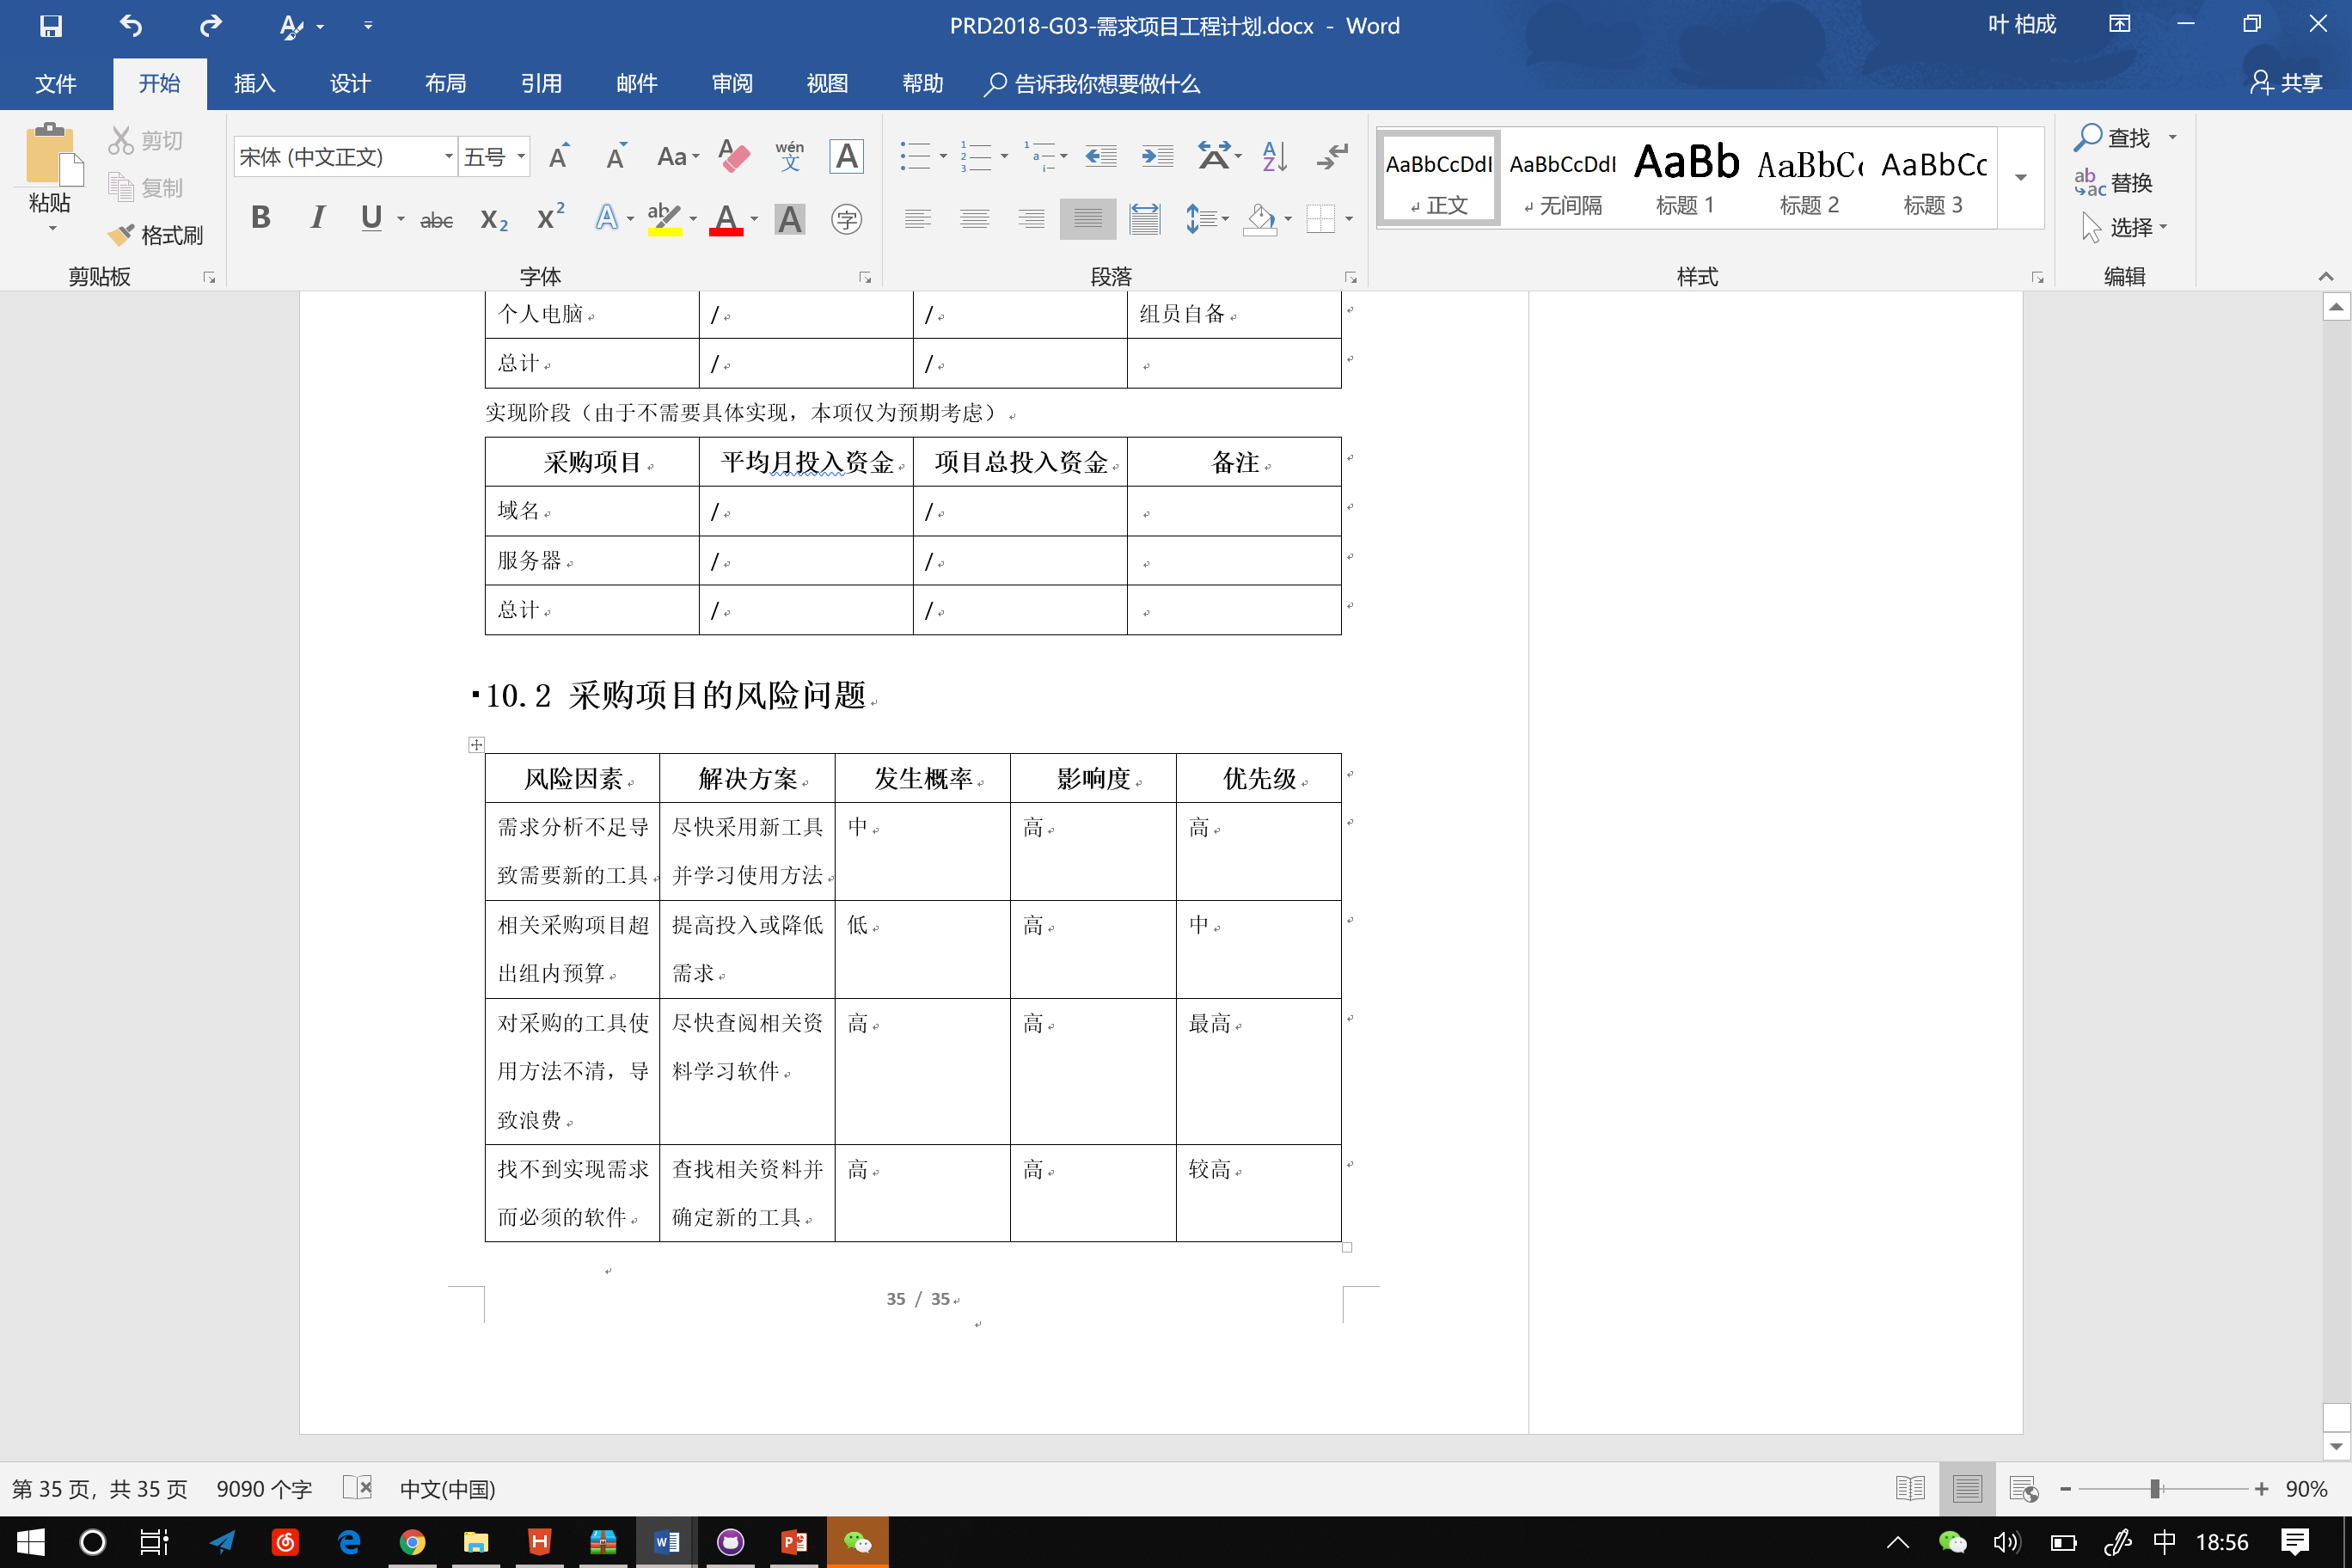 PRD2018-G03-需求项目工程计划.docx - Word
叶 柏成
文件 开始 插入 设计 布局 引用 邮件 审阅 视图 帮助 告诉我你想要做什么 共享
粘贴
剪切
复制
格式刷
剪贴板
宋体 (中文正文) 五号
字体
段落
AaBbCcDdI AaBbCcDdI AaBb AaBbC AaBbCc
正文 无间隔 标题 1 标题 2 标题 3
样式
查找
替换
选择
编辑
个人电脑 / / 组员自备
总计 / /
实现阶段（由于不需要具体实现，本项仅为预期考虑）
采购项目 平均月投入资金 项目总投入资金 备注
域名 / /
服务器 / /
总计 / /
10.2 采购项目的风险问题
风险因素 解决方案 发生概率 影响度 优先级
需求分析不足导 尽快采用新工具 中 高 高
致需要新的工具 并学习使用方法
相关采购项目超 提高投入或降低 低 高 中
出组内预算 需求
对采购的工具使 尽快查阅相关资 高 高 最高
用方法不清，导 料学习软件
致浪费
找不到实现需求 查找相关资料并 高 高 较高
而必须的软件 确定新的工具
35 / 35
第 35 页，共 35 页 9090 个字 中文(中国) 90%
中 18:56